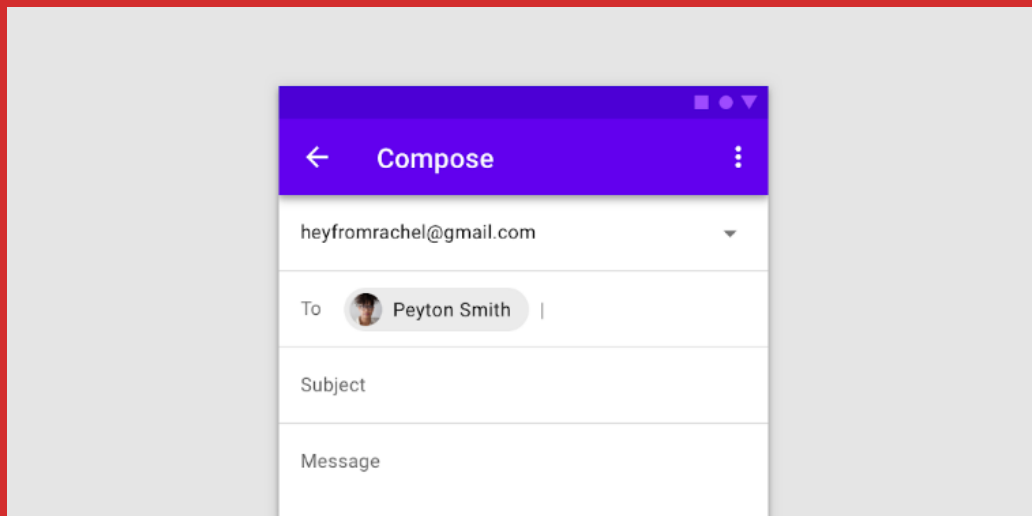 Compose
heyfromrachel@gmail.com
To Peyton Smith
Subject
Message